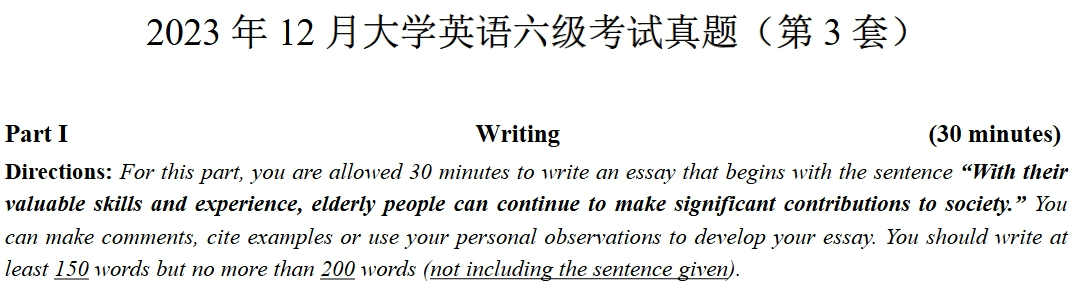 2023 年 12 月大学英语六级考试真题（第 3 套）
Part I Writing (30 minutes)
Directions: For this part, you are allowed 30 minutes to write an essay that begins with the sentence “With their
valuable skills and experience, elderly people can continue to make significant contributions to society.” You
can make comments, cite examples or use your personal observations to develop your essay. You should write at
least 150 words but no more than 200 words (not including the sentence given).